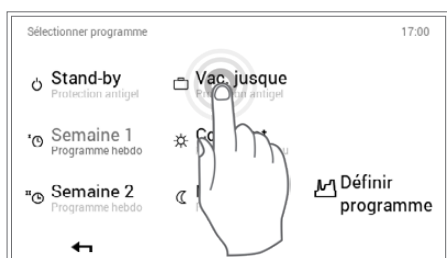 Sélectionner programme
17:00
Stand-by
Protection antigel
Vac. jusque
antigel
Semaine 1
Programme hebdo
Semaine 2
Programme hebdo
Définir
programme